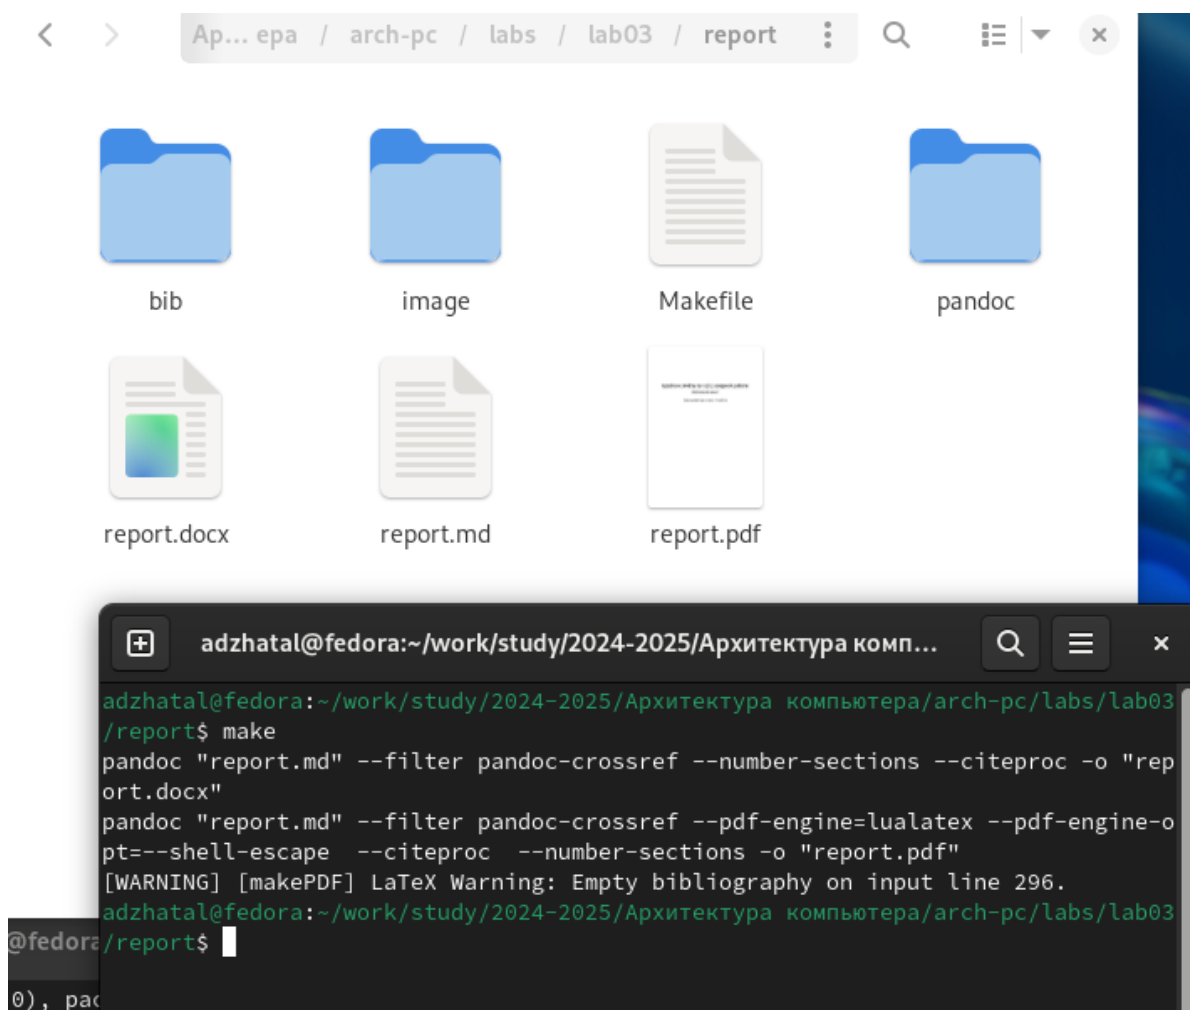 Ap... ера / arch-pc / labs / lab03 / report
bib
image
Makefile
pandoc
report.docx
report.md
report.pdf
adzhatal@fedora:~/work/study/2024-2025/Архитектура комп...
adzhatal@fedora:~/work/study/2024-2025/Архитектура компьютера/arch-pc/labs/lab03
/report$ make
pandoc "report.md" --filter pandoc-crossref --number-sections --citeproc -o "rep
ort.docx"
pandoc "report.md" --filter pandoc-crossref --pdf-engine=lualatex --pdf-engine-o
pt=--shell-escape  --citeproc  --number-sections -o "report.pdf"
[WARNING] [makePDF] LaTeX Warning: Empty bibliography on input line 296.
adzhatal@fedora:~/work/study/2024-2025/Архитектура компьютера/arch-pc/labs/lab03
/report$
@fedora
0), рас